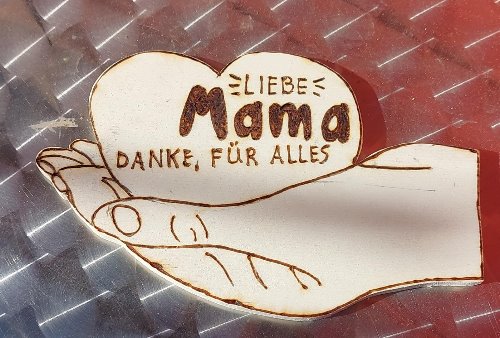 LIEBE
Mama
DANKE, FÜR ALLES